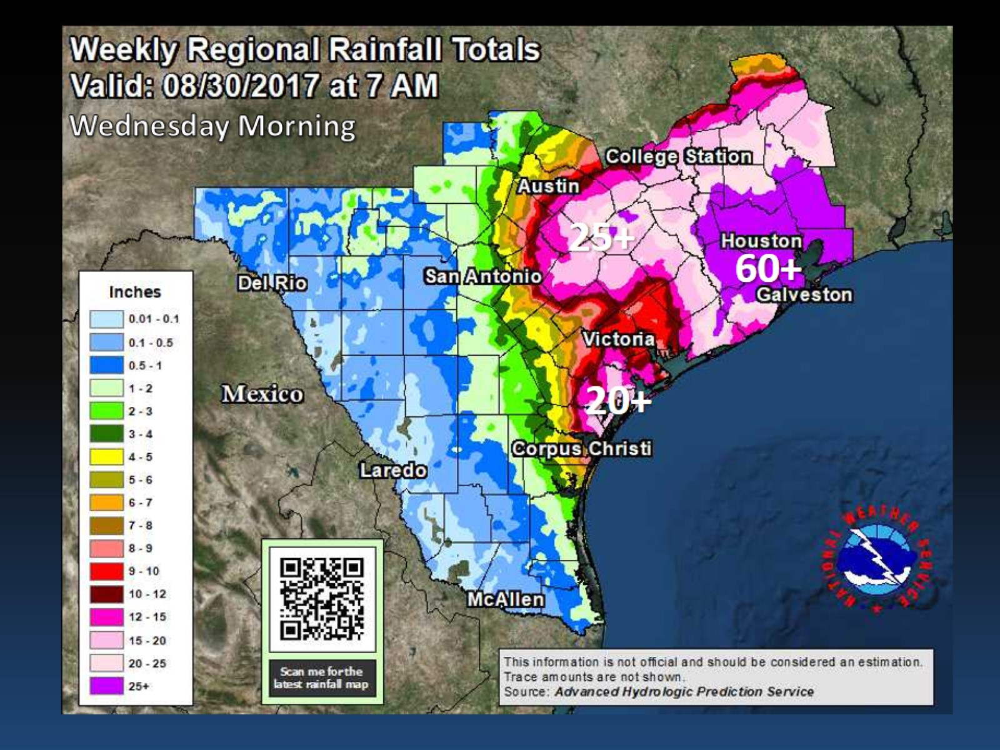 Weekly Regional Rainfall Totals
Valid: 08/30/2017 at 7 AM
Wednesday Morning
College Station
Austin
25+
Houston
60+
San Antonio
Del Rio
Galveston
Victoria
Mexico
20+
Corpus Christi
Laredo
McAllen
Inches
0.01 - 0.1
0.1 - 0.5
0.5 - 1
1 - 2
2 - 3
3 - 4
4 - 5
5 - 6
6 - 7
7 - 8
8 - 9
9 - 10
10 - 12
12 - 15
15 - 20
20 - 25
25+
Scan me for the
latest rainfall map
NATIONAL WEATHER SERVICE
This information is not official and should be considered an estimation.
Trace amounts are not shown.
Source: Advanced Hydrologic Prediction Service